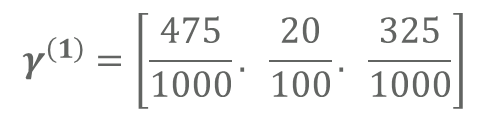 γ^(1) = [475/1000 . 20/100 . 325/1000]